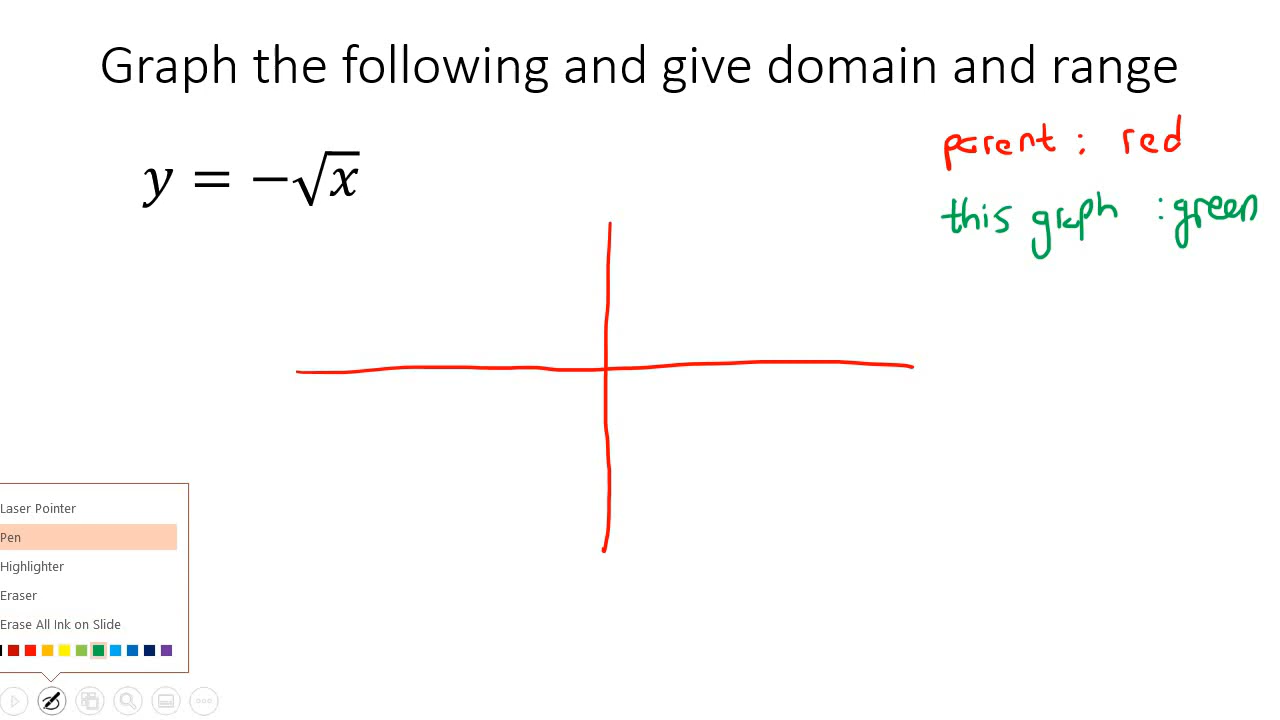 Graph the following and give domain and range
y = −√x
parent : red
this graph : green
Laser Pointer
Pen
Highlighter
Eraser
Erase All Ink on Slide